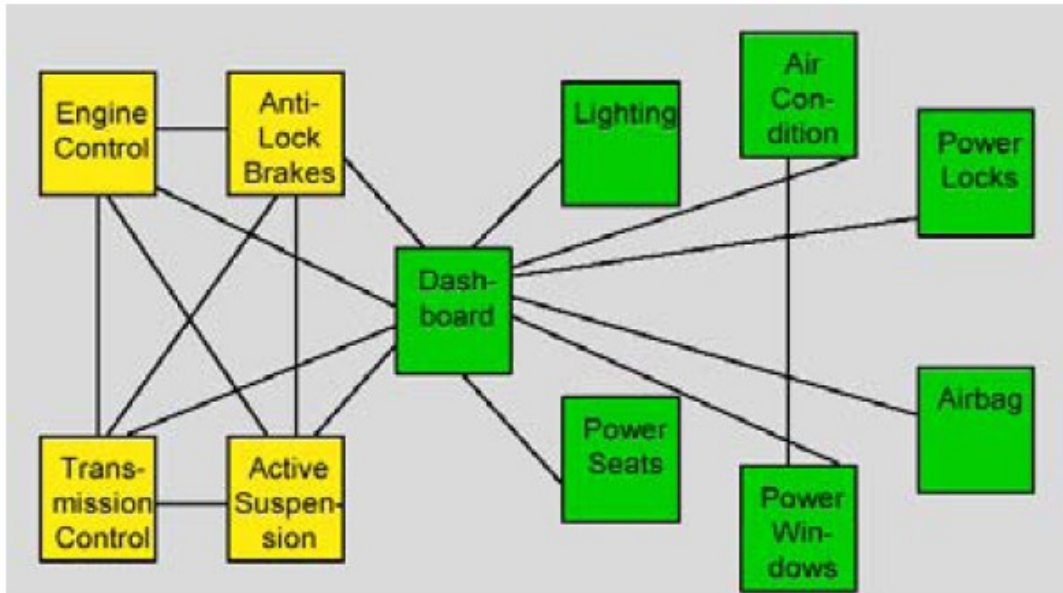 Engine
Control
Anti-
Lock
Brakes
Lighting
Air
Con-
dition
Power
Locks
Dash-
board
Trans-
mission
Control
Active
Suspen-
sion
Power
Seats
Power
Win-
dows
Airbag